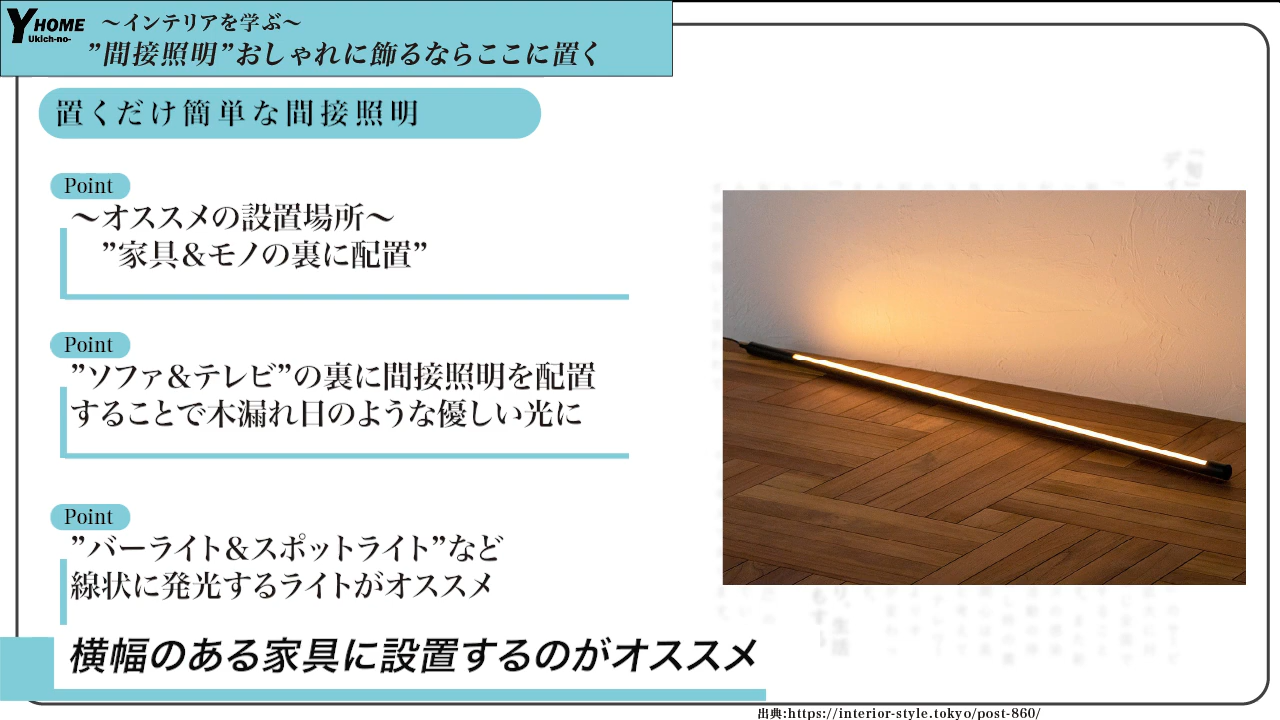 YHOME
Ukich-no-
～インテリアを学ぶ～
”間接照明”おしゃれに飾るならここに置く
置くだけ簡単な間接照明
Point
～オススメの設置場所～
”家具＆モノの裏に配置”
Point
”ソファ＆テレビ”の裏に間接照明を配置
することで木漏れ日のような優しい光に
Point
”バーライト＆スポットライト”など
線状に発光するライトがオススメ
横幅のある家具に設置するのがオススメ
出典:https://interior-style.tokyo/post-860/